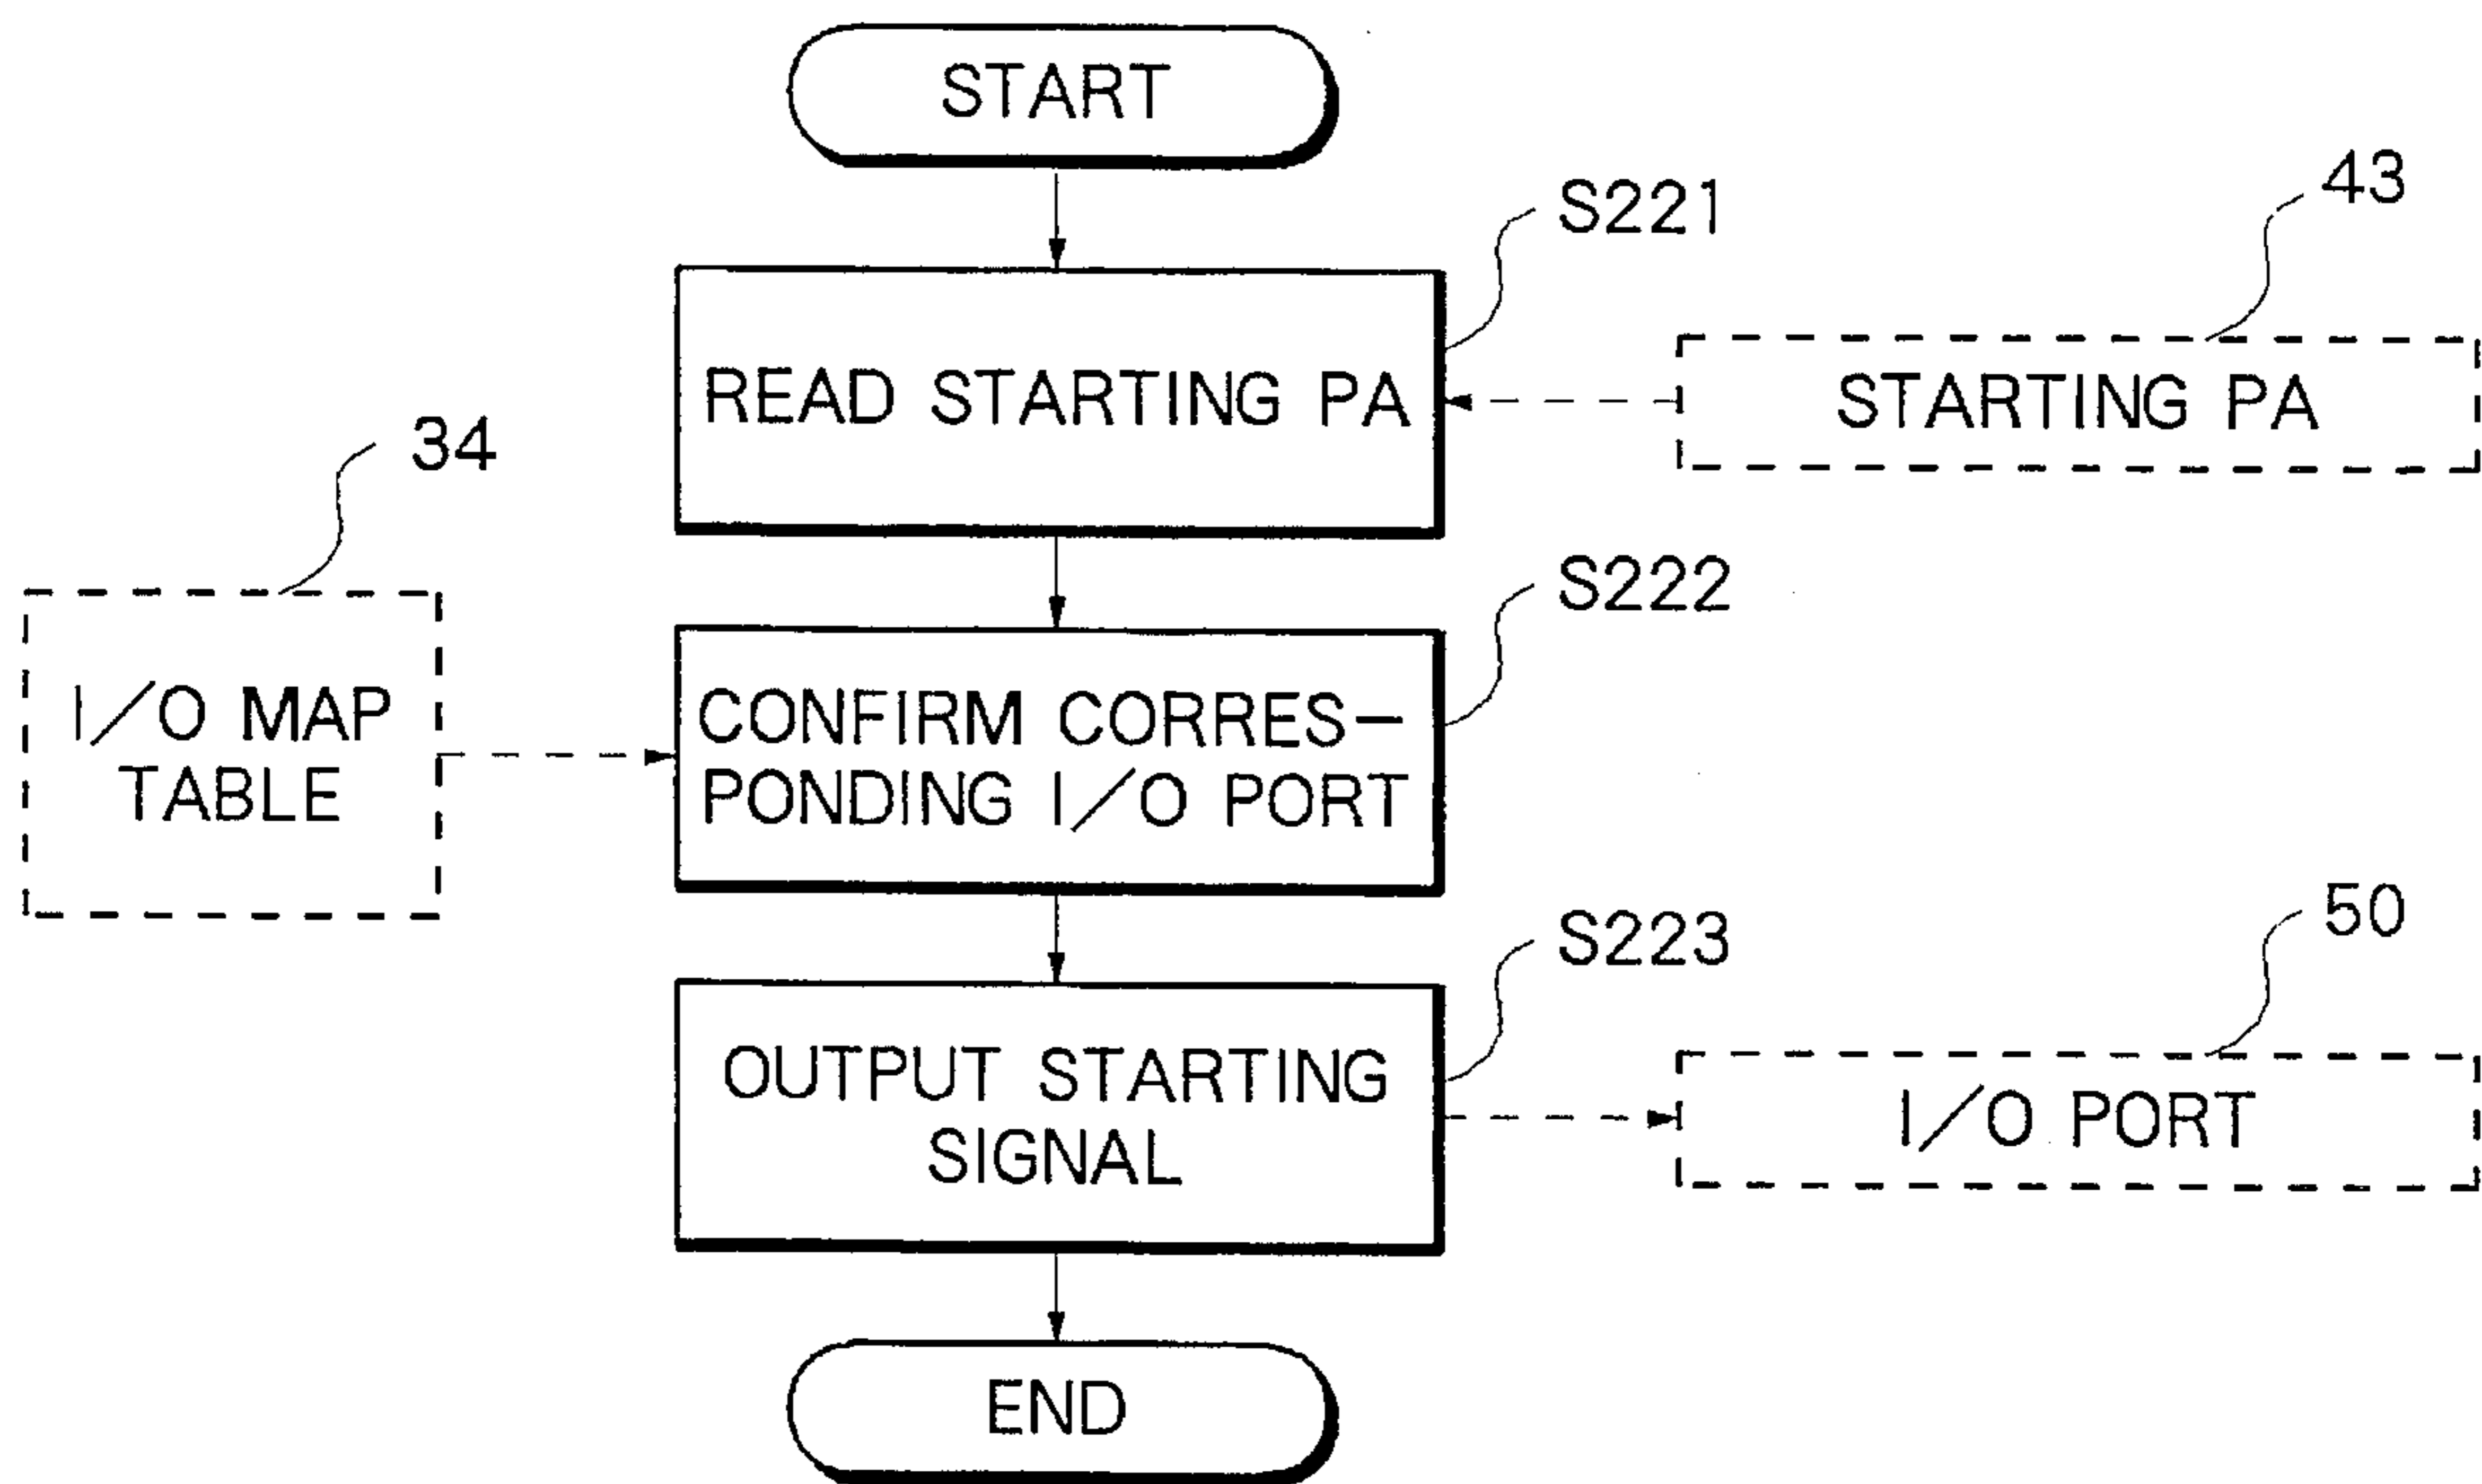 START
S221
43
READ STARTING PA
STARTING PA
34
S222
I/O MAP
TABLE
CONFIRM CORRES-
PONDING I/O PORT
S223
50
OUTPUT STARTING
SIGNAL
I/O PORT
END